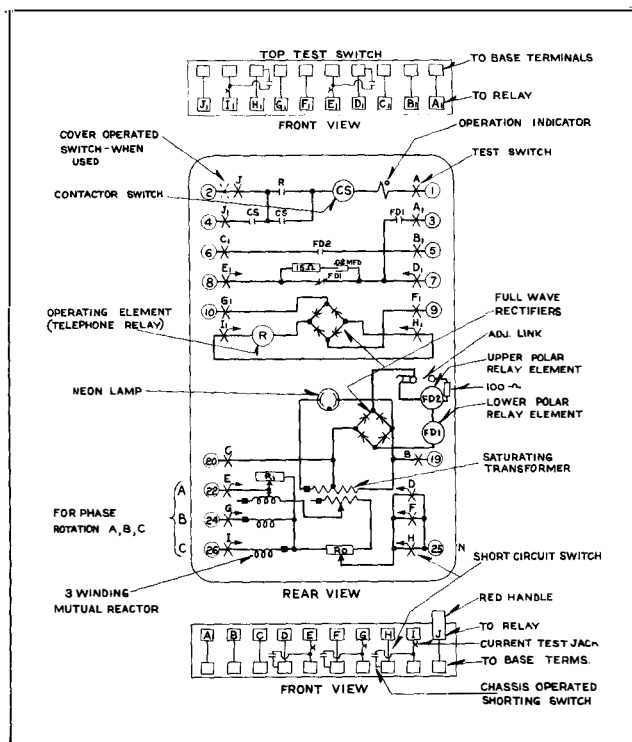 TOP TEST SWITCH
TO BASE TERMINALS
J1 I1 H1 G1 F1 E1 D1 C1 B1 A1
TO RELAY
FRONT VIEW
OPERATION INDICATOR
COVER OPERATED
SWITCH-WHEN
USED
TEST SWITCH
J
R
CS
A
2
1
CONTACTOR SWITCH
J1
CS
CS
FD1
A1
4
3
C1
FD2
B1
6
5
E1
15Ω
.02 MFD
FD1
D1
8
7
G1
F1
10
9
FULL WAVE
RECTIFIERS
OPERATING ELEMENT
(TELEPHONE RELAY)
I1
R
H1
ADJ. LINK
UPPER POLAR
RELAY ELEMENT
FD2
100 ~
NEON LAMP
LOWER POLAR
RELAY ELEMENT
FD1
C
B
20
19
SATURATING
TRANSFORMER
A
22
E
R1
D
FOR PHASE
ROTATION A, B, C
B
24
G
F
C
26
I
R0
H
25
N
3 WINDING
MUTUAL REACTOR
REAR VIEW
SHORT CIRCUIT SWITCH
RED HANDLE
A B C D E F G H I J
TO RELAY
CURRENT TEST JACK
TO BASE TERMS.
FRONT VIEW
CHASSIS OPERATED
SHORTING SWITCH